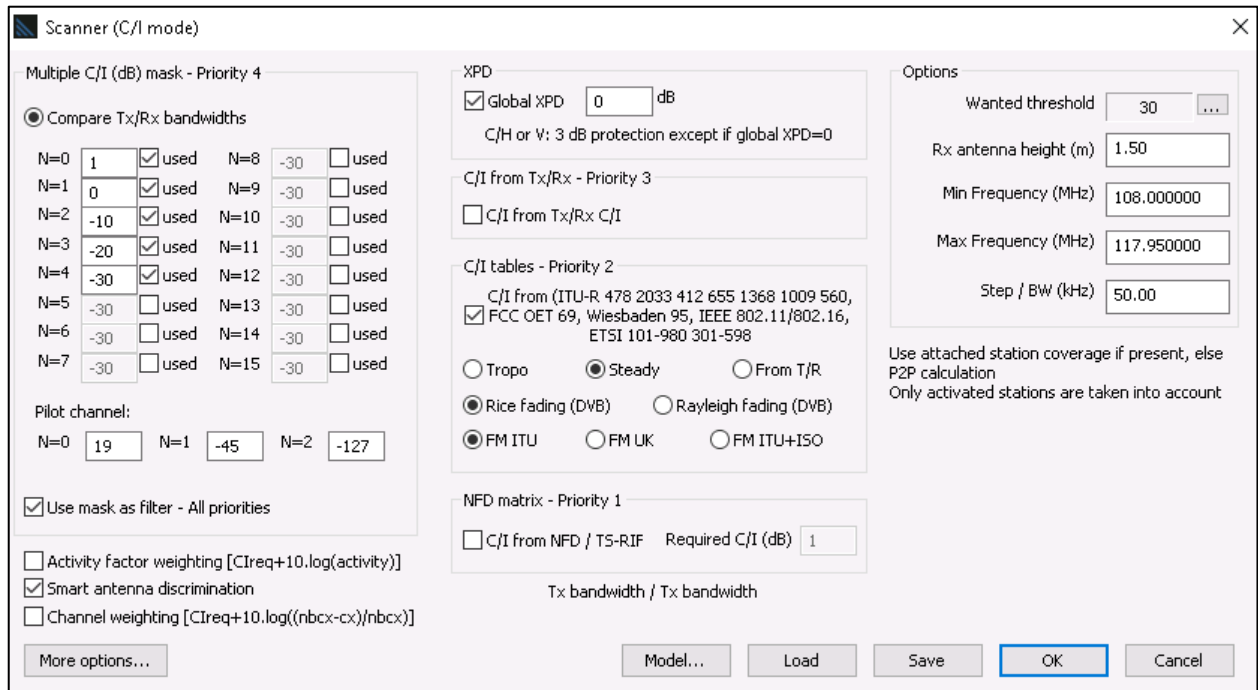 Scanner (C/I mode)
Multiple C/I (dB) mask - Priority 4
Compare Tx/Rx bandwidths
N=0 1 used N=8 -30 used
N=1 0 used N=9 -30 used
N=2 -10 used N=10 -30 used
N=3 -20 used N=11 -30 used
N=4 -30 used N=12 -30 used
N=5 -30 used N=13 -30 used
N=6 -30 used N=14 -30 used
N=7 -30 used N=15 -30 used
Pilot channel:
N=0 19 N=1 -45 N=2 -127
Use mask as filter - All priorities
Activity factor weighting [CIreq+10.log(activity)]
Smart antenna discrimination
Channel weighting [CIreq+10.log((nbcx-cx)/nbcx)]
XPD
Global XPD 0 dB
C/H or V: 3 dB protection except if global XPD=0
C/I from Tx/Rx - Priority 3
C/I from Tx/Rx C/I
C/I tables - Priority 2
C/I from (ITU-R 478 2033 412 655 1368 1009 560,
FCC OET 69, Wiesbaden 95, IEEE 802.11/802.16,
ETSI 101-980 301-598
Tropo Steady From T/R
Rice fading (DVB) Rayleigh fading (DVB)
FM ITU FM UK FM ITU+ISO
NFD matrix - Priority 1
C/I from NFD / TS-RIF Required C/I (dB) 1
Tx bandwidth / Tx bandwidth
Options
Wanted threshold 30 ...
Rx antenna height (m) 1.50
Min Frequency (MHz) 108.000000
Max Frequency (MHz) 117.950000
Step / BW (kHz) 50.00
Use attached station coverage if present, else
P2P calculation
Only activated stations are taken into account
More options... Model... Load Save OK Cancel